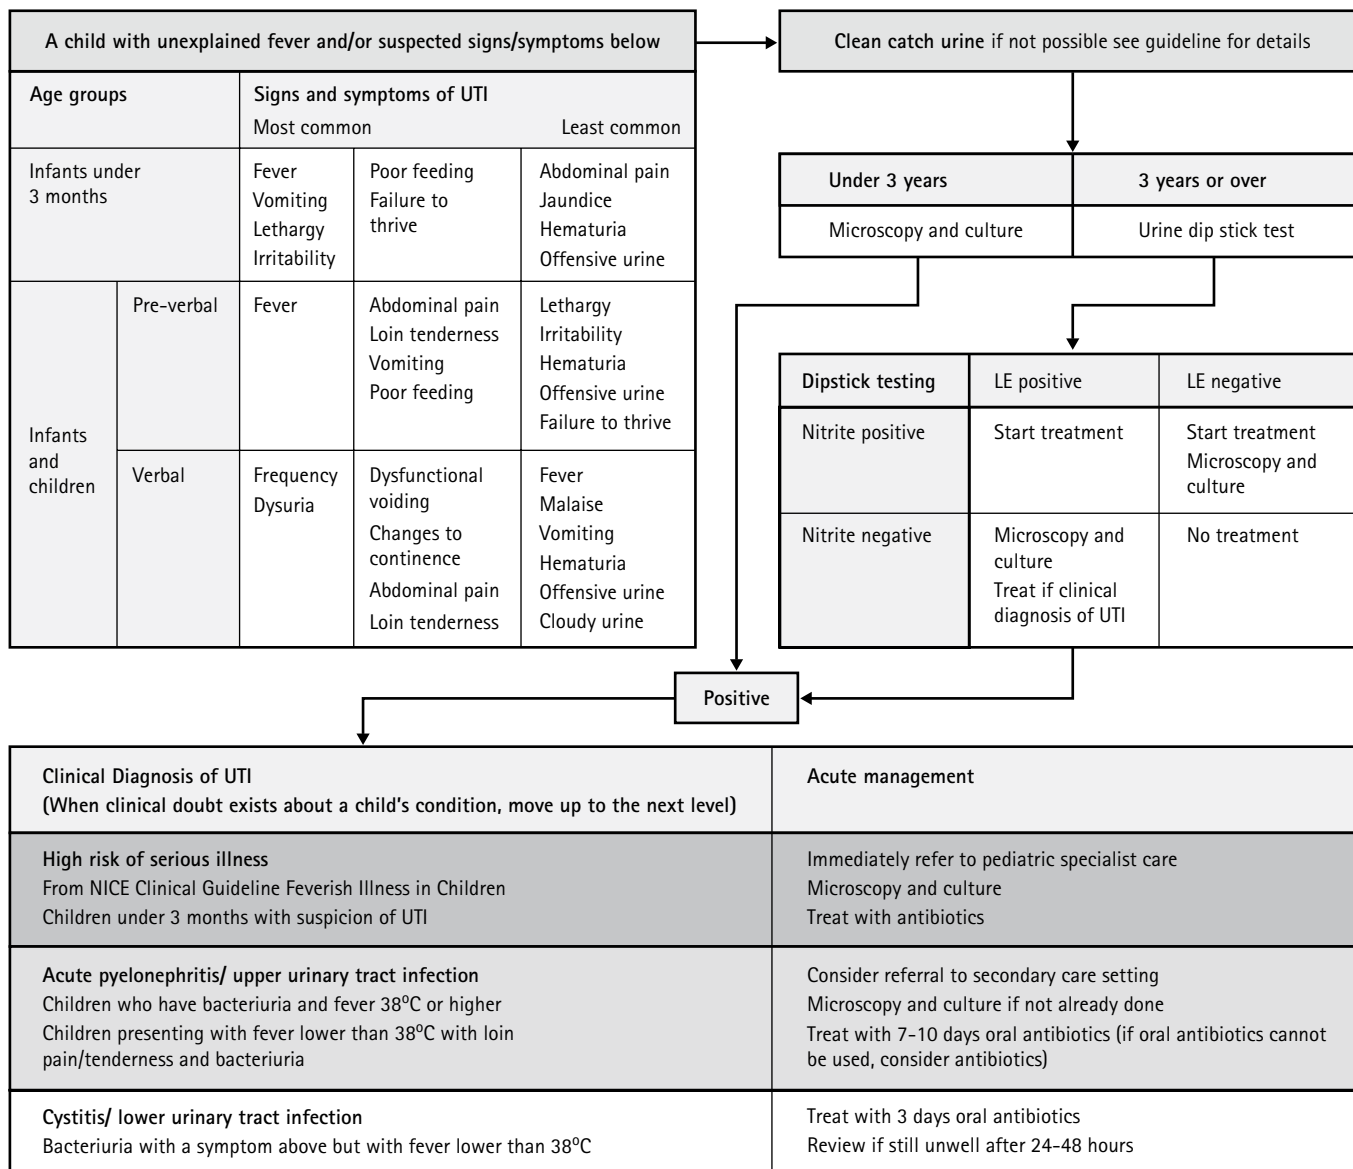 A child with unexplained fever and/or suspected signs/symptoms below
Clean catch urine if not possible see guideline for details
Age groups
Signs and symptoms of UTI
Most common
Least common
Infants under
3 months
Fever
Vomiting
Lethargy
Irritability
Poor feeding
Failure to
thrive
Abdominal pain
Jaundice
Hematuria
Offensive urine
Infants
and
children
Pre-verbal
Fever
Abdominal pain
Loin tenderness
Vomiting
Poor feeding
Lethargy
Irritability
Hematuria
Offensive urine
Failure to thrive
Verbal
Frequency
Dysuria
Dysfunctional
voiding
Changes to
continence
Abdominal pain
Loin tenderness
Fever
Malaise
Vomiting
Hematuria
Offensive urine
Cloudy urine
Under 3 years
3 years or over
Microscopy and culture
Urine dip stick test
Dipstick testing
LE positive
LE negative
Nitrite positive
Start treatment
Start treatment
Microscopy and
culture
Nitrite negative
Microscopy and
culture
Treat if clinical
diagnosis of UTI
No treatment
Positive
Clinical Diagnosis of UTI
(When clinical doubt exists about a child's condition, move up to the next level)
Acute management
High risk of serious illness
From NICE Clinical Guideline Feverish Illness in Children
Children under 3 months with suspicion of UTI
Immediately refer to pediatric specialist care
Microscopy and culture
Treat with antibiotics
Acute pyelonephritis/ upper urinary tract infection
Children who have bacteriuria and fever 38ºC or higher
Children presenting with fever lower than 38ºC with loin
pain/tenderness and bacteriuria
Consider referral to secondary care setting
Microscopy and culture if not already done
Treat with 7-10 days oral antibiotics (if oral antibiotics cannot
be used, consider antibiotics)
Cystitis/ lower urinary tract infection
Bacteriuria with a symptom above but with fever lower than 38ºC
Treat with 3 days oral antibiotics
Review if still unwell after 24-48 hours